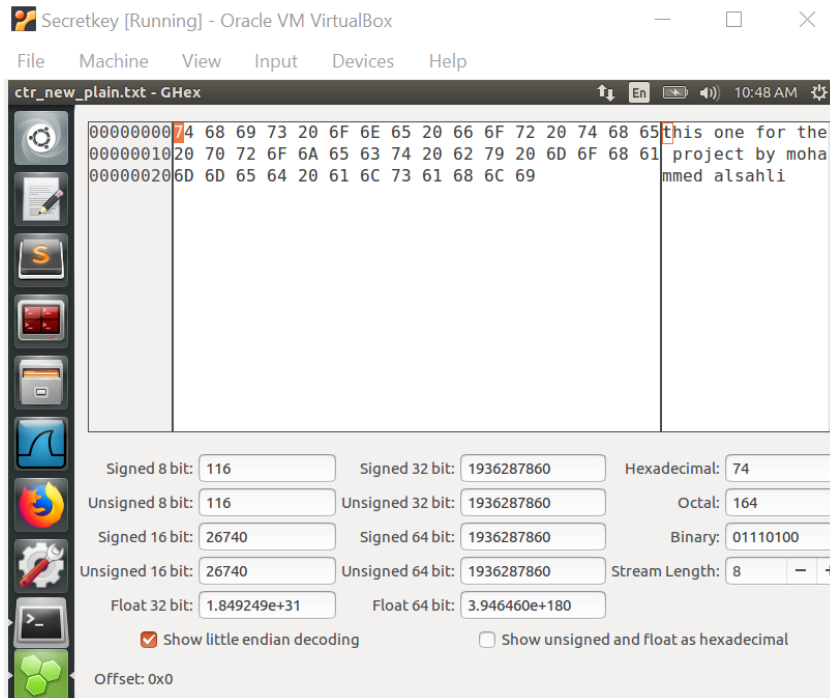 Secretkey [Running] - Oracle VM VirtualBox
File Machine View Input Devices Help
ctr_new_plain.txt - GHex En 10:48 AM
00000000 74 68 69 73 20 6F 6E 65 20 66 6F 72 20 74 68 65 this one for the
00000010 20 70 72 6F 6A 65 63 74 20 62 79 20 6D 6F 68 61 project by moha
00000020 6D 6D 65 64 20 61 6C 73 61 68 6C 69 mmed alsahli
Signed 8 bit: 116 Signed 32 bit: 1936287860 Hexadecimal: 74
Unsigned 8 bit: 116 Unsigned 32 bit: 1936287860 Octal: 164
Signed 16 bit: 26740 Signed 64 bit: 1936287860 Binary: 01110100
Unsigned 16 bit: 26740 Unsigned 64 bit: 1936287860 Stream Length: 8 − +
Float 32 bit: 1.849249e+31 Float 64 bit: 3.946460e+180
Show little endian decoding Show unsigned and float as hexadecimal
Offset: 0x0